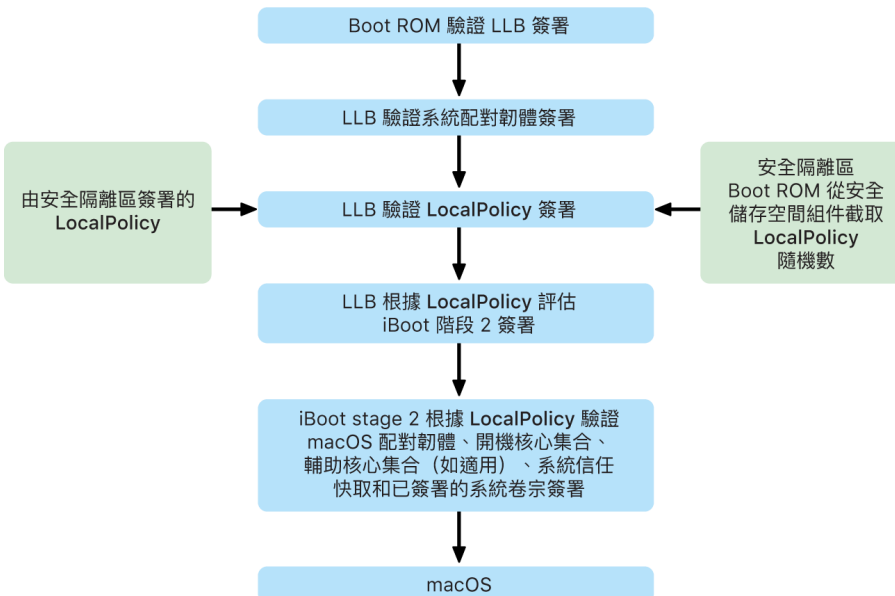 Boot ROM 驗證 LLB 簽署
LLB 驗證系統配對韌體簽署
由安全隔離區簽署的
LocalPolicy
LLB 驗證 LocalPolicy 簽署
安全隔離區
Boot ROM 從安全
儲存空間組件截取
LocalPolicy
隨機數
LLB 根據 LocalPolicy 評估
iBoot 階段 2 簽署
iBoot stage 2 根據 LocalPolicy 驗證
macOS 配對韌體、開機核心集合、
輔助核心集合（如適用）、系統信任
快取和已簽署的系統卷宗簽署
macOS